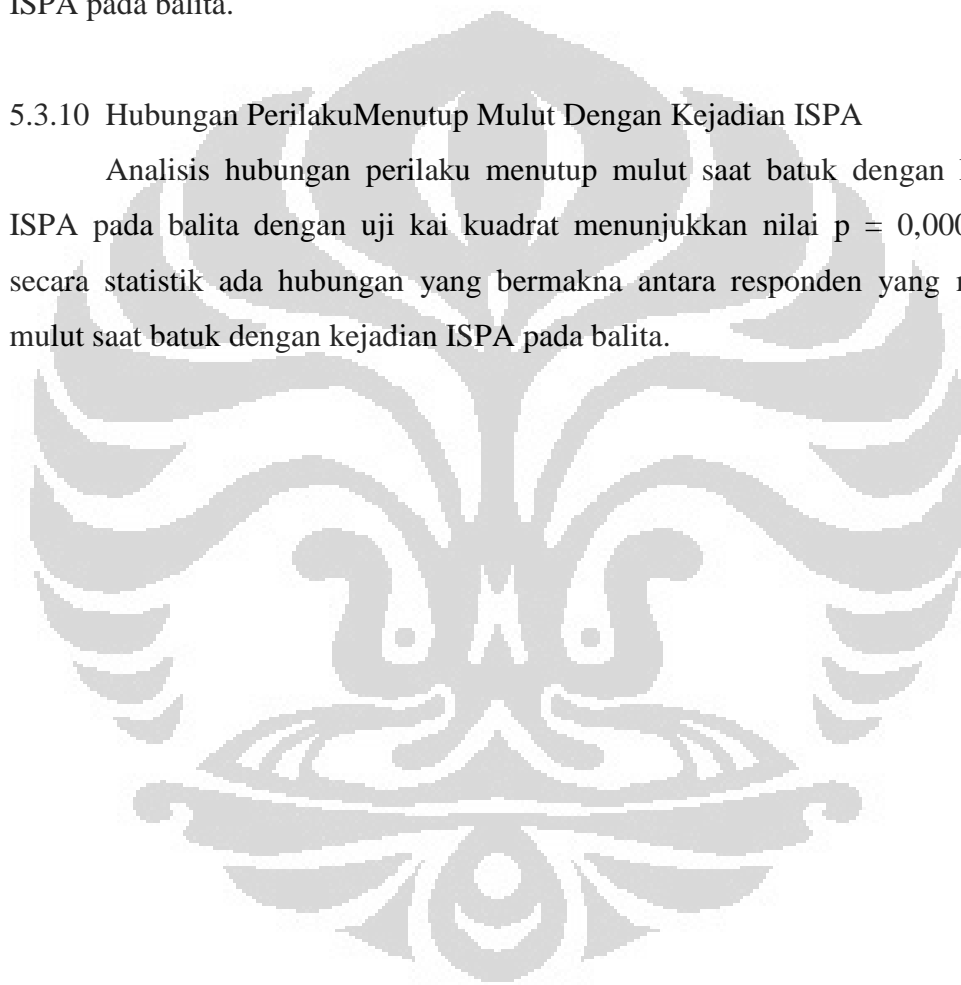 ISPA pada balita.
5.3.10 Hubungan PerilakuMenutup Mulut Dengan Kejadian ISPA
Analisis hubungan perilaku menutup mulut saat batuk dengan
ISPA pada balita dengan uji kai kuadrat menunjukkan nilai p = 0,000
secara statistik ada hubungan yang bermakna antara responden yang
mulut saat batuk dengan kejadian ISPA pada balita.